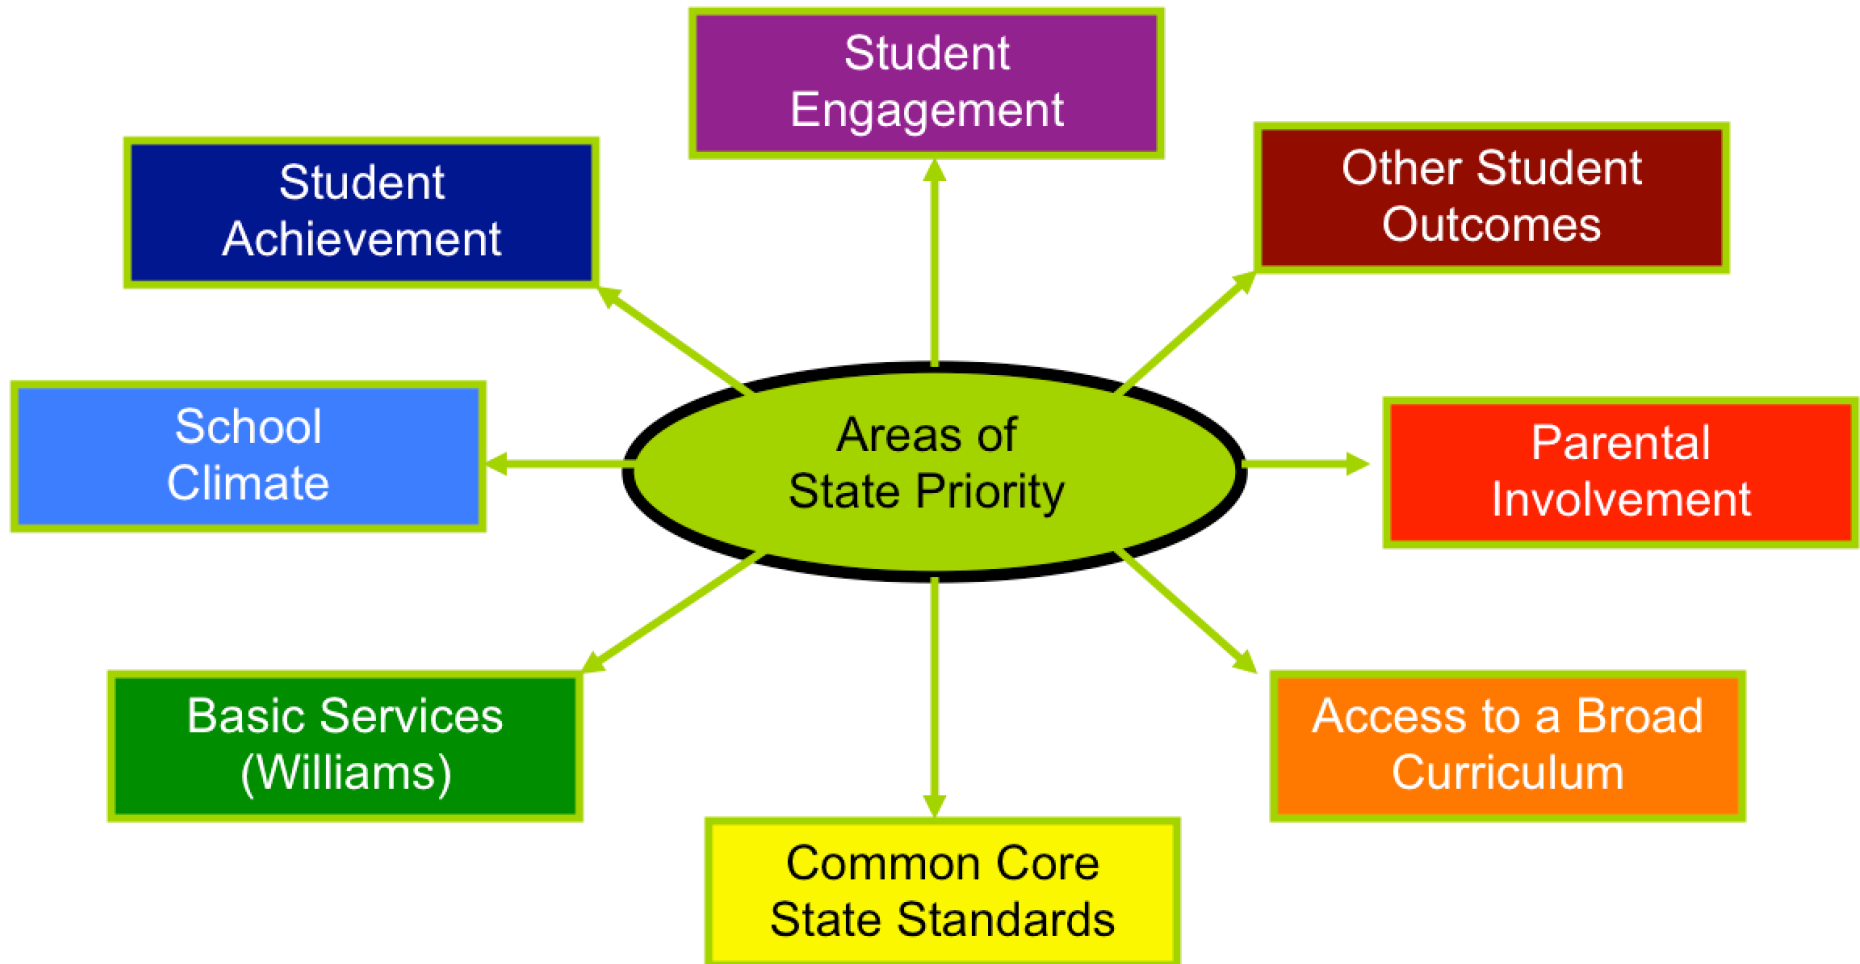 Student
Engagement
Student
Achievement
Other Student
Outcomes
School
Climate
Areas of
State Priority
Parental
Involvement
Basic Services
(Williams)
Access to a Broad
Curriculum
Common Core
State Standards